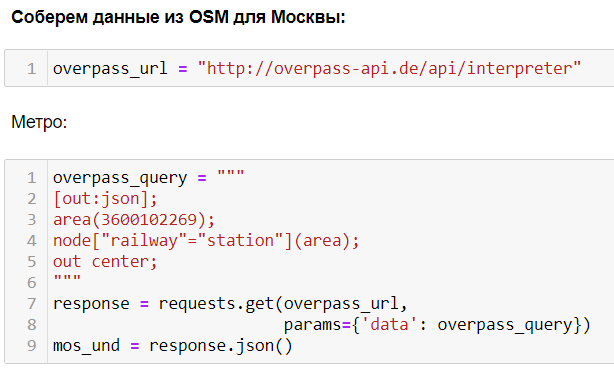 Соберем данные из OSM для Москвы:
1 overpass_url = "http://overpass-api.de/api/interpreter"
Метро:
1 overpass_query = """
2 [out:json];
3 area(3600102269);
4 node["railway"="station"](area);
5 out center;
6 """
7 response = requests.get(overpass_url,
8                         params={'data': overpass_query})
9 mos_und = response.json()